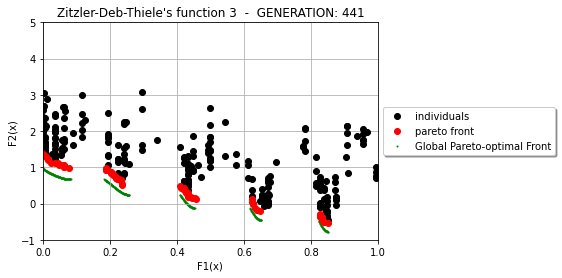 Zitzler-Deb-Thiele's function 3 - GENERATION: 441
5
4
3
2
1
0
−1
F2(x)
0.0 0.2 0.4 0.6 0.8 1.0
F1(x)
individuals
pareto front
Global Pareto-optimal Front